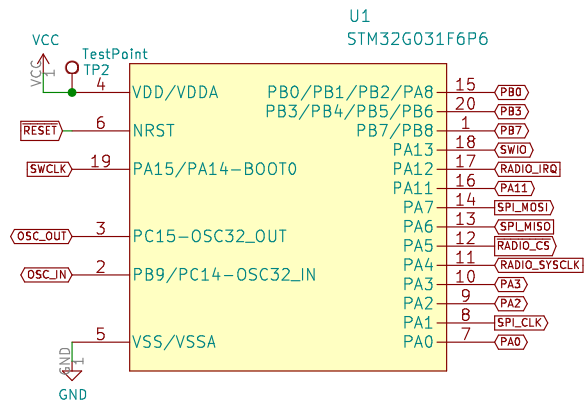 U1
STM32G031F6P6
VCC
VCC
1
TestPoint
TP2
4 VDD/VDDA
PB0/PB1/PB2/PA8 15 PB0
PB3/PB4/PB5/PB6 20 PB3
RESET 6 NRST
PB7/PB8 1 PB7
PA13 18 SWIO
SWCLK 19 PA15/PA14-BOOT0
PA12 17 RADIO_IRQ
PA11 16 PA11
PA7 14 SPI_MOSI
PA6 13 SPI_MISO
OSC_OUT 3 PC15-OSC32_OUT
PA5 12 RADIO_CS
PA4 11 RADIO_SYSCLK
OSC_IN 2 PB9/PC14-OSC32_IN
PA3 10 PA3
PA2 9 PA2
PA1 8 SPI_CLK
5 VSS/VSSA
PA0 7 PA0
GND
1
GND